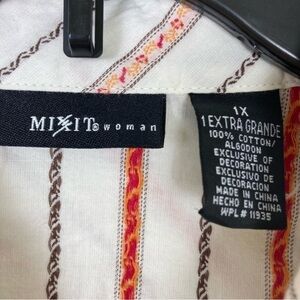 MIXIT® woman
1X
1 EXTRA GRANDE
100% COTTON/
ALGODON
EXCLUSIVE OF
DECORATION
EXCLUSIVO DE
DECORACION
MADE IN CHINA
HECHO EN CHINA
WPL# 11935